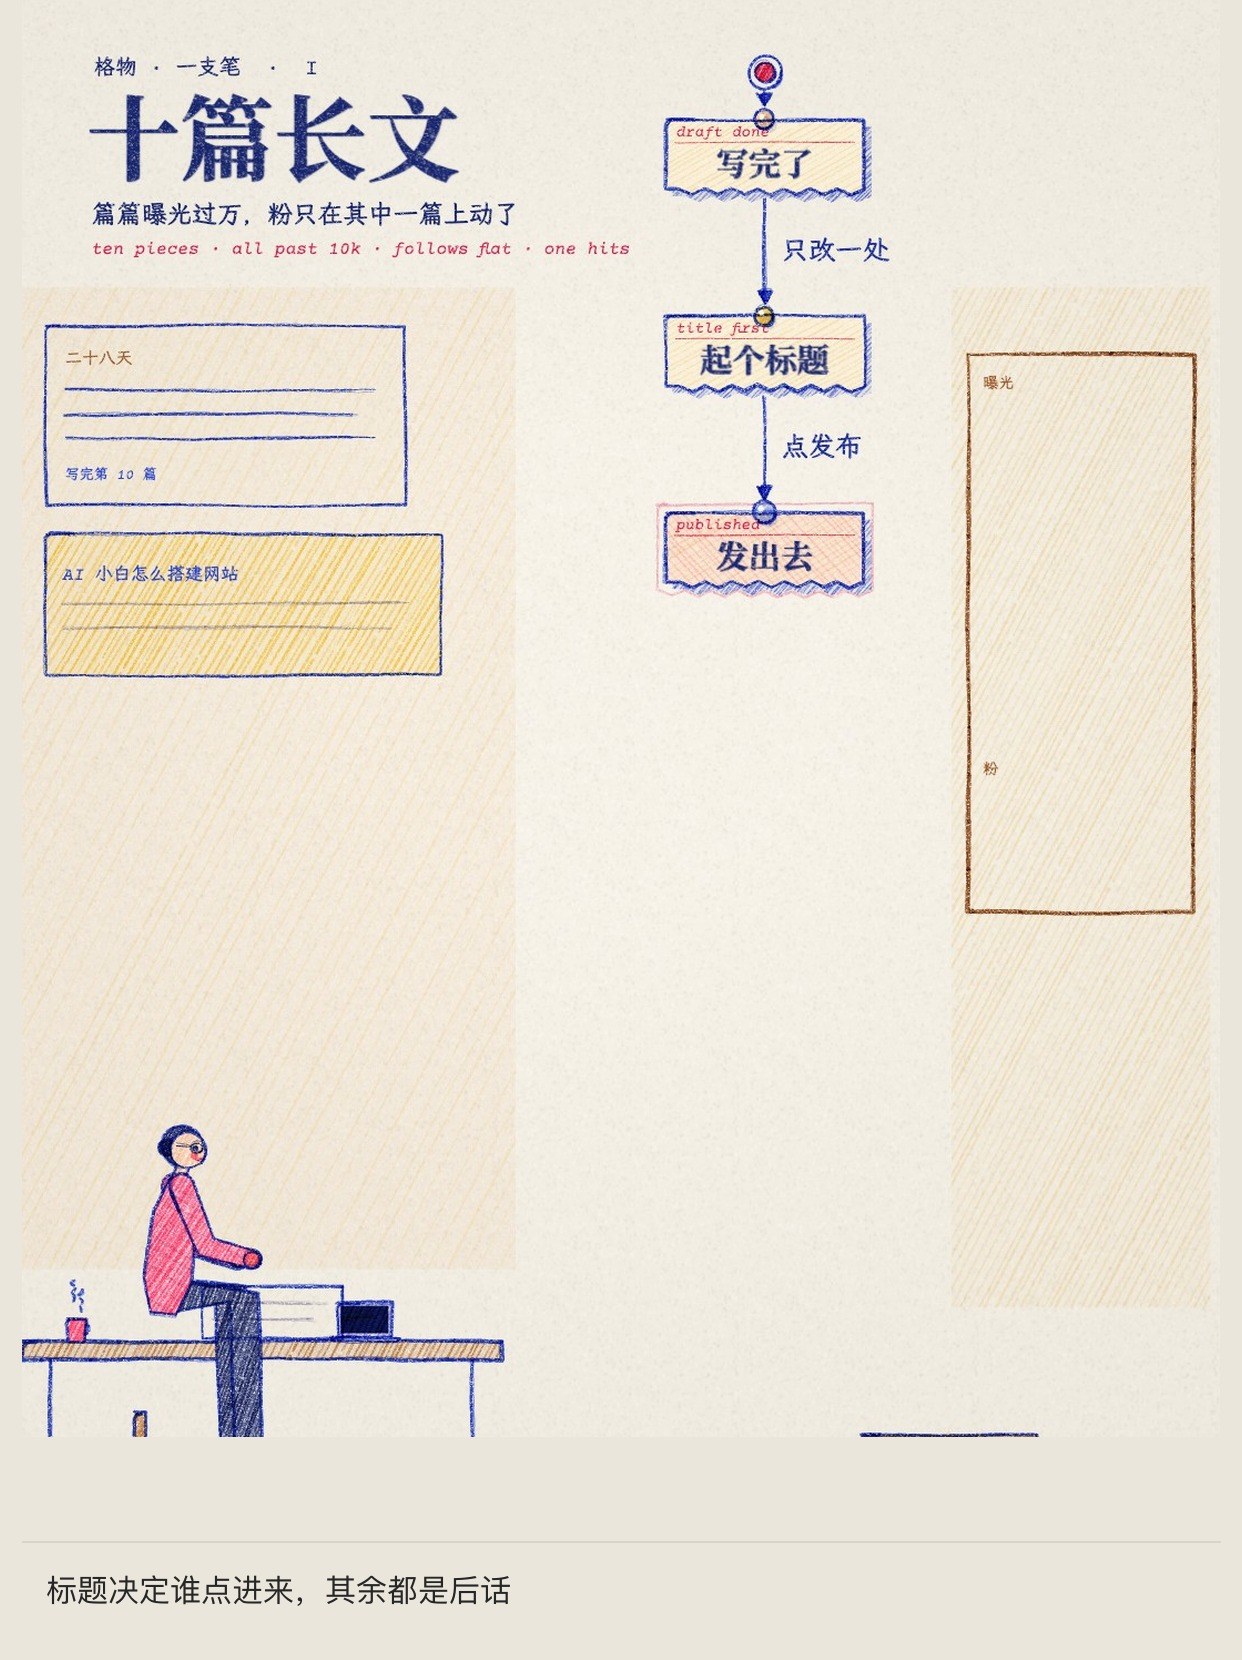 格物 · 一支笔 · I
十篇长文
篇篇曝光过万，粉只在其中一篇上动了
ten pieces · all past 10k · follows flat · one hits
二十八天
写完第 10 篇
AI 小白怎么搭建网站
draft done
写完了
只改一处
title first
起个标题
点发布
published
发出去
曝光
粉
标题决定谁点进来，其余都是后话